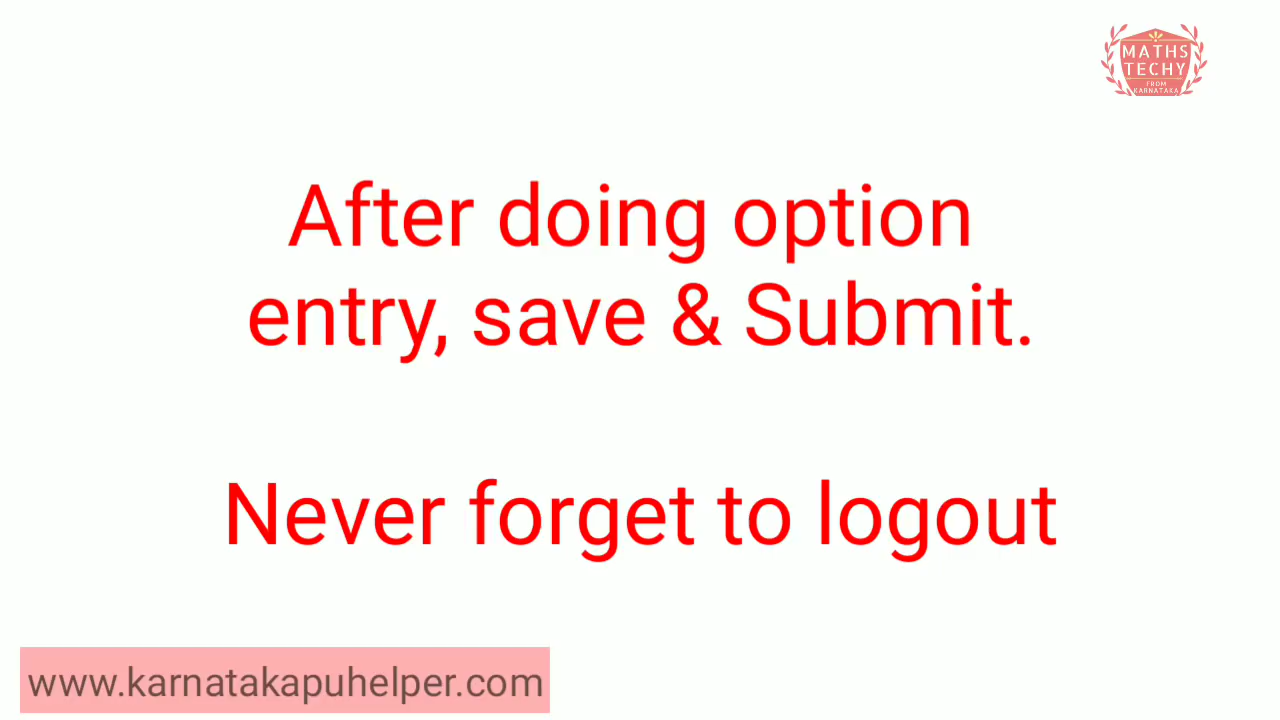 MATHS
TECHY
FROM
KARNATAKA
After doing option
entry, save & Submit.
Never forget to logout
www.karnatakapuhelper.com